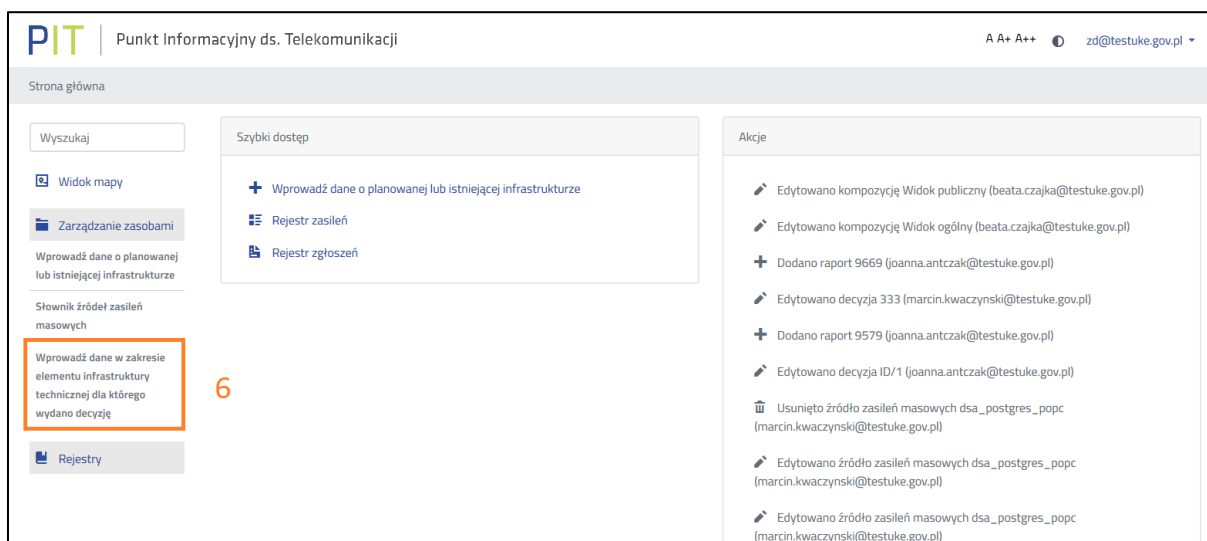 PIT
Punkt Informacyjny ds. Telekomunikacji
A A+ A++
zd@testuke.gov.pl
Strona główna
Wyszukaj
Widok mapy
Zarządzanie zasobami
Wprowadź dane o planowanej
lub istniejącej infrastrukturze
Słownik źródeł zasileń
masowych
Wprowadź dane w zakresie
elementu infrastruktury
technicznej dla którego
wydano decyzję
6
Rejestry
Szybki dostęp
Wprowadź dane o planowanej lub istniejącej infrastrukturze
Rejestr zasileń
Rejestr zgłoszeń
Akcje
Edytowano kompozycję Widok publiczny (beata.czajka@testuke.gov.pl)
Edytowano kompozycję Widok ogólny (beata.czajka@testuke.gov.pl)
Dodano raport 9669 (joanna.antczak@testuke.gov.pl)
Edytowano decyzja 333 (marcin.kwaczynski@testuke.gov.pl)
Dodano raport 9579 (joanna.antczak@testuke.gov.pl)
Edytowano decyzja ID/1 (joanna.antczak@testuke.gov.pl)
Usunięto źródło zasileń masowych dsa_postgres_popc
(marcin.kwaczynski@testuke.gov.pl)
Edytowano źródło zasileń masowych dsa_postgres_popc
(marcin.kwaczynski@testuke.gov.pl)
Edytowano źródło zasileń masowych dsa_postgres_popc
(marcin.kwaczynski@testuke.gov.pl)